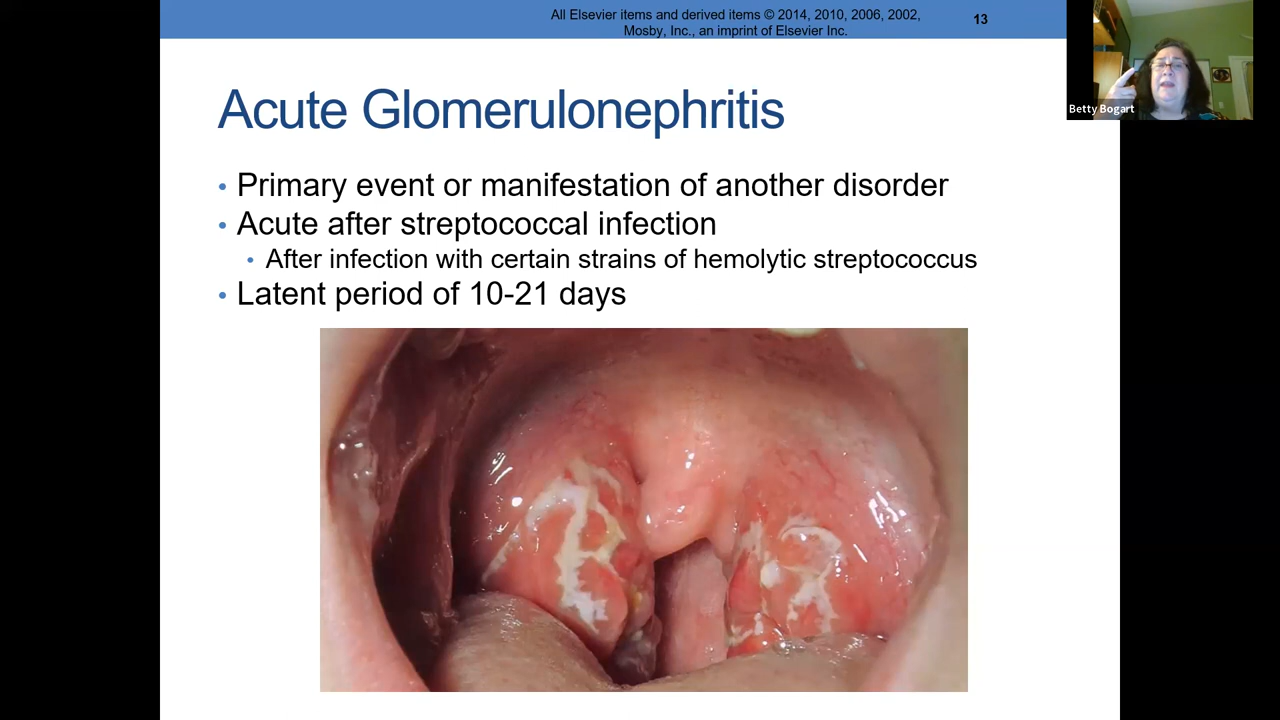 All Elsevier items and derived items © 2014, 2010, 2006, 2002,
Mosby, Inc., an imprint of Elsevier Inc.
13
Betty Bogart
Acute Glomerulonephritis
• Primary event or manifestation of another disorder
• Acute after streptococcal infection
• After infection with certain strains of hemolytic streptococcus
• Latent period of 10-21 days